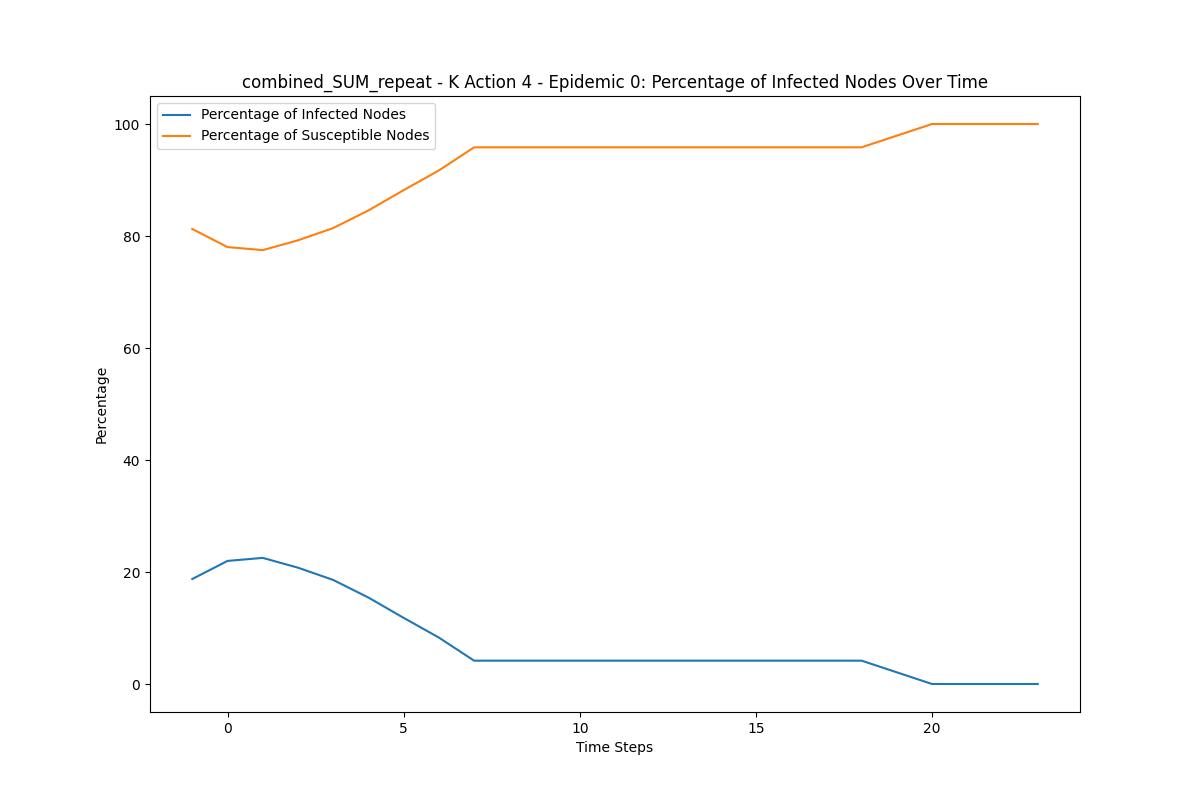 combined_SUM_repeat - K Action 4 - Epidemic 0: Percentage of Infected Nodes Over Time
Percentage of Infected Nodes
Percentage of Susceptible Nodes
100
80
60
40
20
0
Percentage
0 5 10 15 20
Time Steps